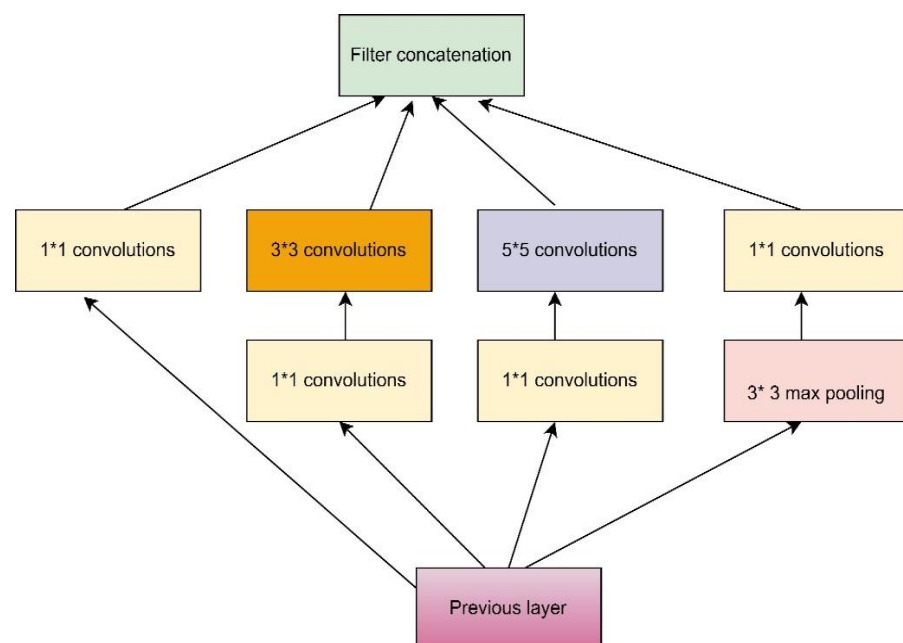 Filter concatenation
1*1 convolutions
3*3 convolutions
5*5 convolutions
1*1 convolutions
1*1 convolutions
1*1 convolutions
3* 3 max pooling
Previous layer